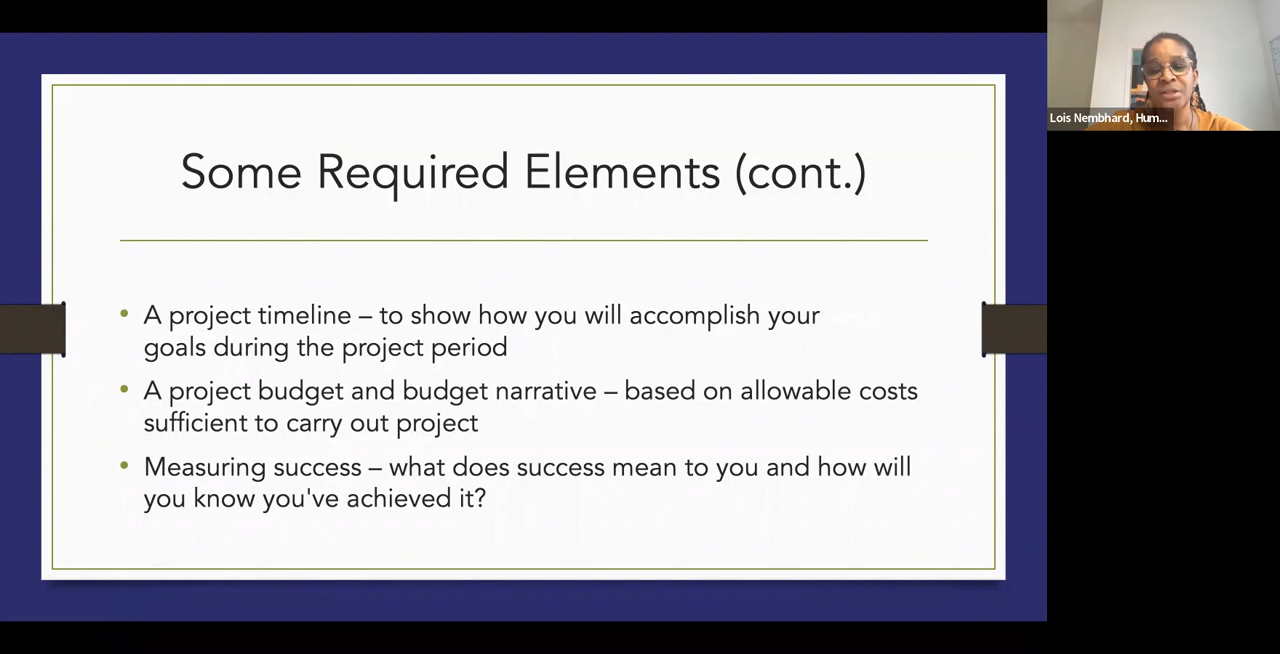 Some Required Elements (cont.)
• A project timeline – to show how you will accomplish your
goals during the project period
• A project budget and budget narrative – based on allowable costs
sufficient to carry out project
• Measuring success – what does success mean to you and how will
you know you've achieved it?
Lois Nembhard, Hum...